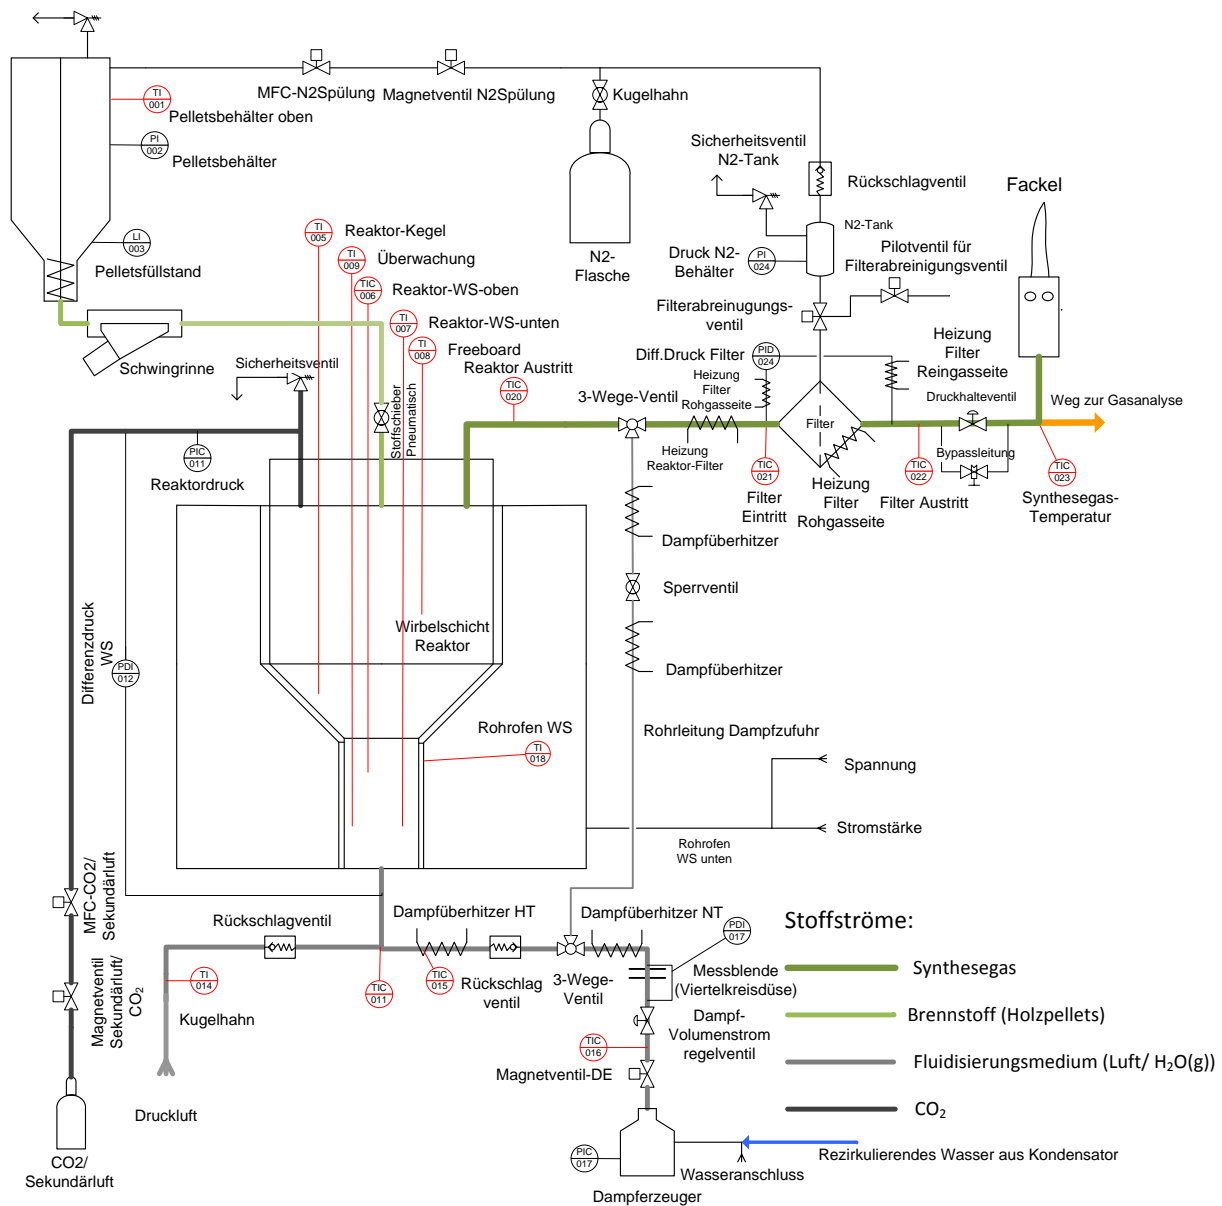 MFC-N2Spülung
Magnetventil N2Spülung
Kugelhahn
TI
001
Pelletsbehälter oben
PI
002
Pelletsbehälter
Sicherheitsventil
N2-Tank
Rückschlagventil
Fackel
LI
003
Pelletsfüllstand
TI
005
Reaktor-Kegel
TI
009
Überwachung
TIC
006
Reaktor-WS-oben
TI
007
Reaktor-WS-unten
TI
008
Freeboard
Reaktor Austritt
N2-
Flasche
N2-Tank
Druck N2-
Behälter
PI
024
Pilotventil für
Filterabreinigungsventil
Filterabreinugungs-
ventil
Schwingrinne
Sicherheitsventil
Diff.Druck Filter
PID
024
Heizung
Filter
Rohgasseite
Heizung
Filter
Reingasseite
TIC
020
3-Wege-Ventil
Stoffschieber
Pneumatisch
Filter
Druckhalteventil
Weg zur Gasanalyse
Heizung
Reaktor-Filter
TIC
021
Filter
Eintritt
Heizung
Filter
Rohgasseite
TIC
022
Filter Austritt
Bypassleitung
TIC
023
Synthesegas-
Temperatur
PIC
011
Reaktordruck
Dampfüberhitzer
Sperrventil
Dampfüberhitzer
Wirbelschicht
Reaktor
Differenzdruck
WS
PDI
012
Rohrofen WS
TI
018
Rohrleitung Dampfzufuhr
Spannung
Stromstärke
Rohrofen
WS unten
MFC-CO2/
Sekundärluft
Magnetventil
Sekundärluft/
CO2
Rückschlagventil
Dampfüberhitzer HT
Dampfüberhitzer NT
PDI
017
TI
014
Kugelhahn
TIC
011
TIC
015
Rückschlag
ventil
3-Wege-
Ventil
Messblende
(Viertelkreisdüse)
Dampf-
Volumenstrom
regelventil
TIC
016
Magnetventil-DE
Druckluft
CO2/
Sekundärluft
PIC
017
Dampferzeuger
Wasseranschluss
Rezirkulierendes Wasser aus Kondensator
Stoffströme:
Synthesegas
Brennstoff (Holzpellets)
Fluidisierungsmedium (Luft/ H2O(g))
CO2